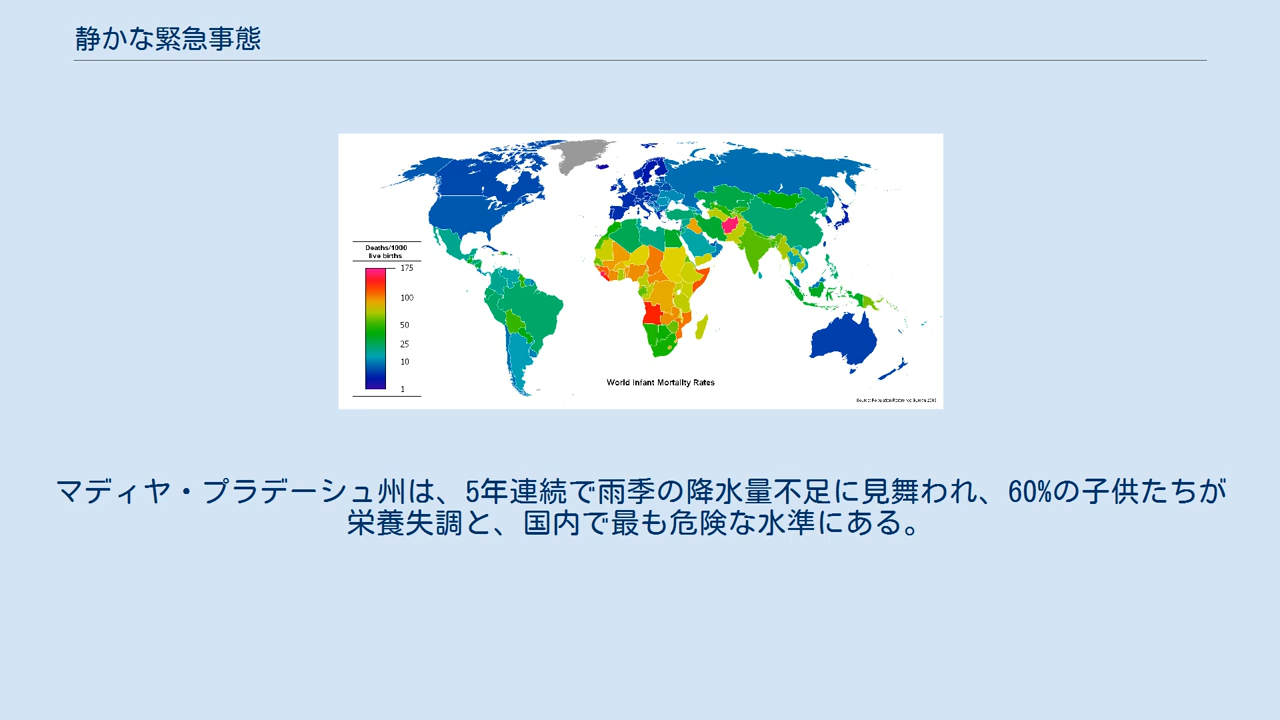 静かな緊急事態
Deaths/1000
live births
175
100
50
25
10
1
World Infant Mortality Rates
マディヤ・プラデーシュ州は、5年連続で雨季の降水量不足に見舞われ、60%の子供たちが
栄養失調と、国内で最も危険な水準にある。